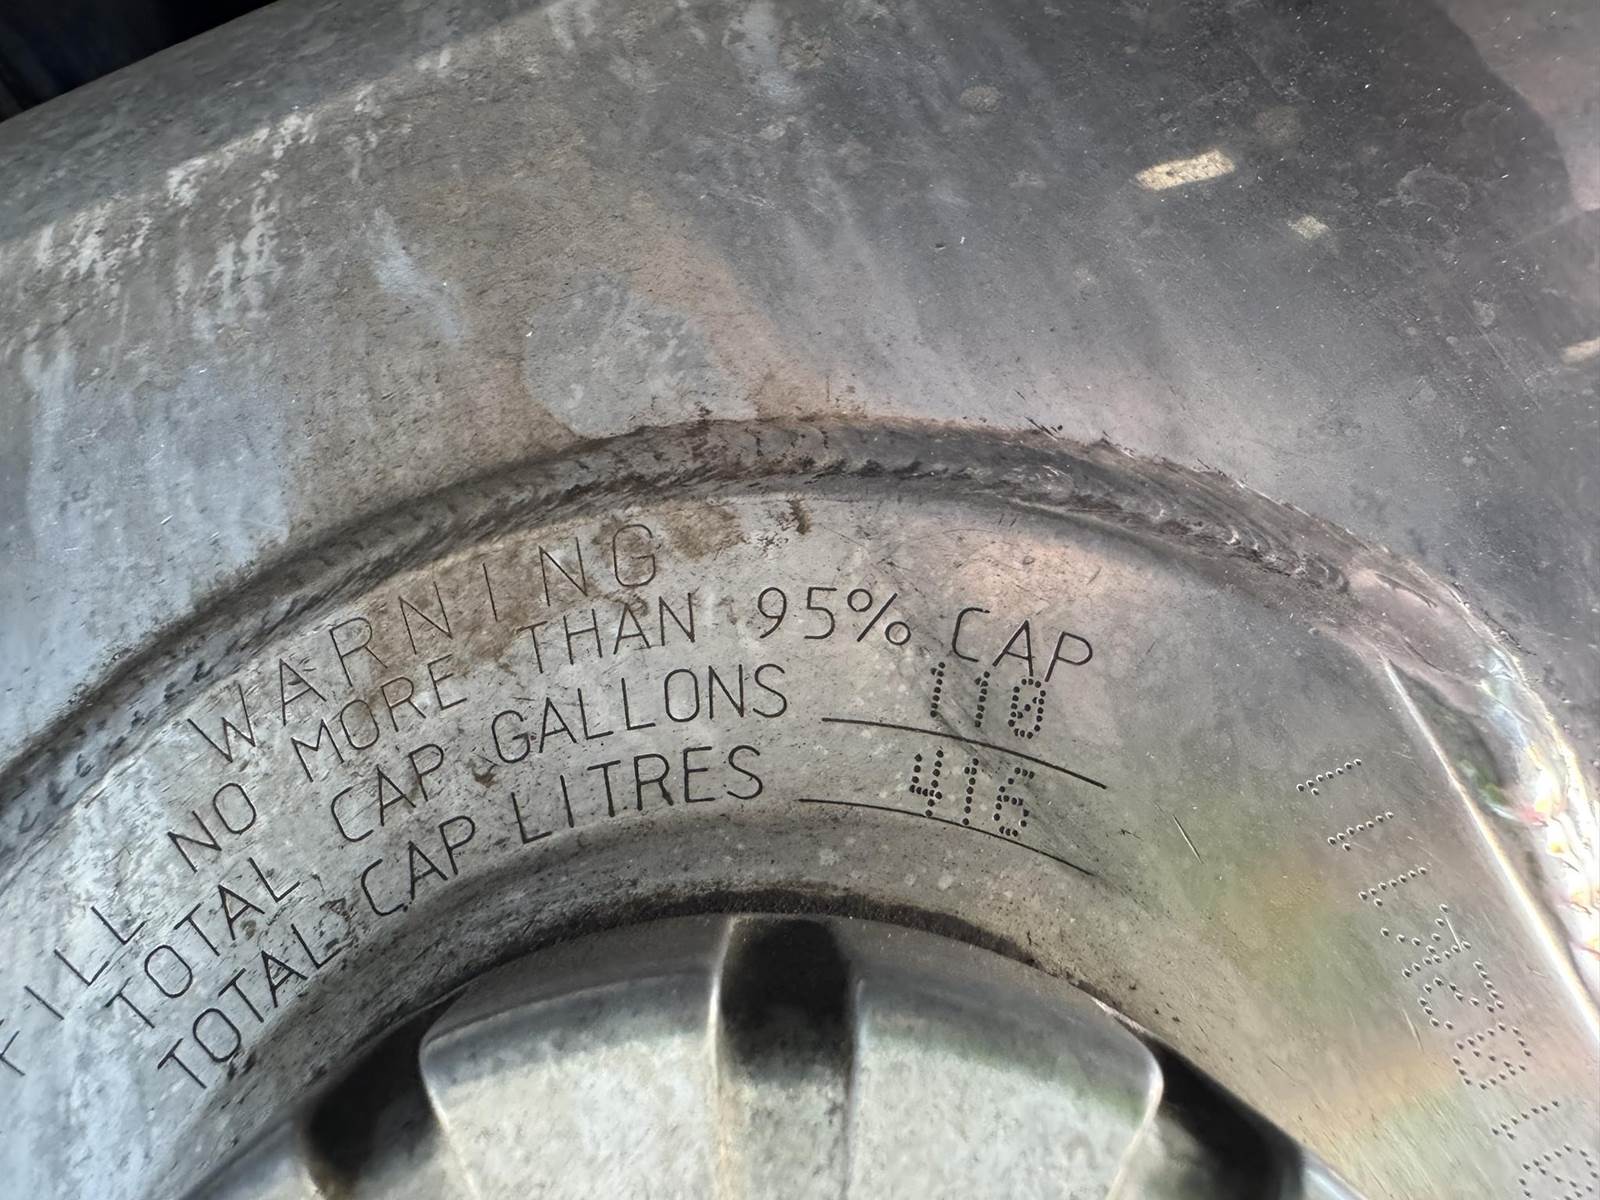 WARNING
FILL NO MORE THAN 95% CAP
TOTAL CAP GALLONS 110
TOTAL CAP LITRES 416